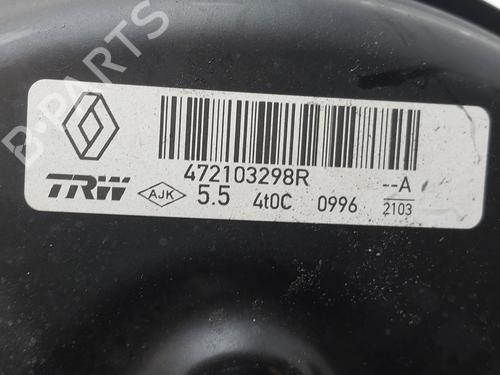 B-PARTS
472103298R
--A
TRW
AJK
5.5
4t0C
0996
2103